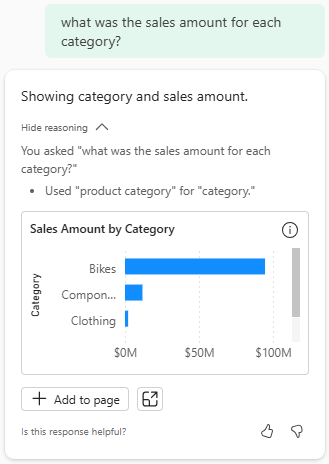 what was the sales amount for each
category?
Showing category and sales amount.
Hide reasoning
You asked "what was the sales amount for each
category?"
• Used "product category" for "category."
Sales Amount by Category
Category
Bikes
Compon...
Clothing
$0M $50M $100M
Add to page
Is this response helpful?